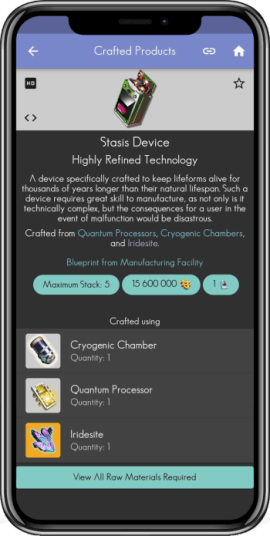 Crafted Products
HD
<>
Stasis Device
Highly Refined Technology
A device specifically crafted to keep lifeforms alive for
thousands of years longer than their natural lifespan. Such a
device requires great skill to manufacture, as not only is it
technically complex, but the consequences for a user in the
event of malfunction would be disastrous.
Crafted from Quantum Processors, Cryogenic Chambers,
and Iridesite.
Blueprint from Manufacturing Facility
Maximum Stack: 5
15 600 000
1
Crafted using
Cryogenic Chamber
Quantity: 1
Quantum Processor
Quantity: 1
Iridesite
Quantity: 1
View All Raw Materials Required